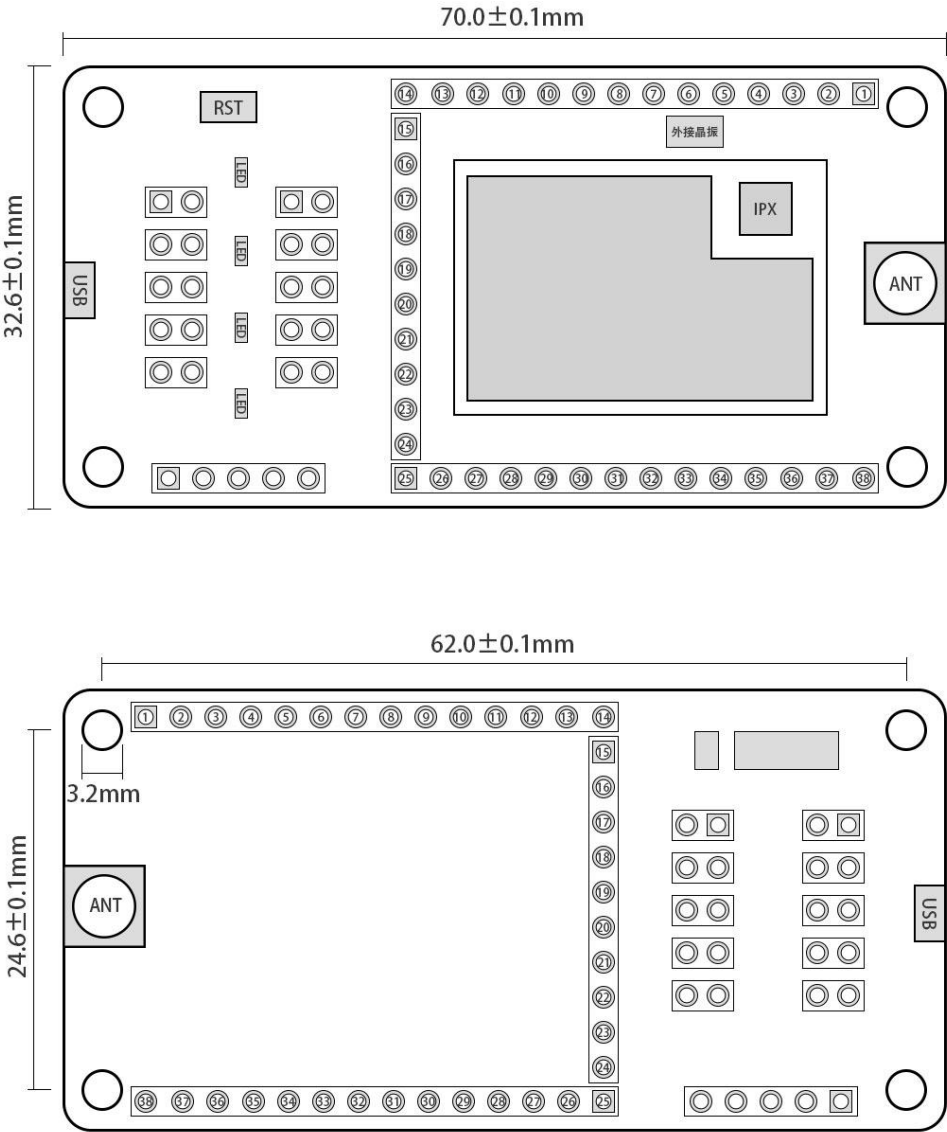 70.0±0.1mm
32.6±0.1mm
RST
14 13 12 11 10 9 8 7 6 5 4 3 2 1
外接晶振
15
16
17
18
19
20
21
22
23
24
LED
LED
LED
LED
USB
IPX
ANT
25 26 27 28 29 30 31 32 33 34 35 36 37 38
62.0±0.1mm
1 2 3 4 5 6 7 8 9 10 11 12 13 14
3.2mm
24.6±0.1mm
ANT
15
16
17
18
19
20
21
22
23
24
USB
38 37 36 35 34 33 32 31 30 29 28 27 26 25